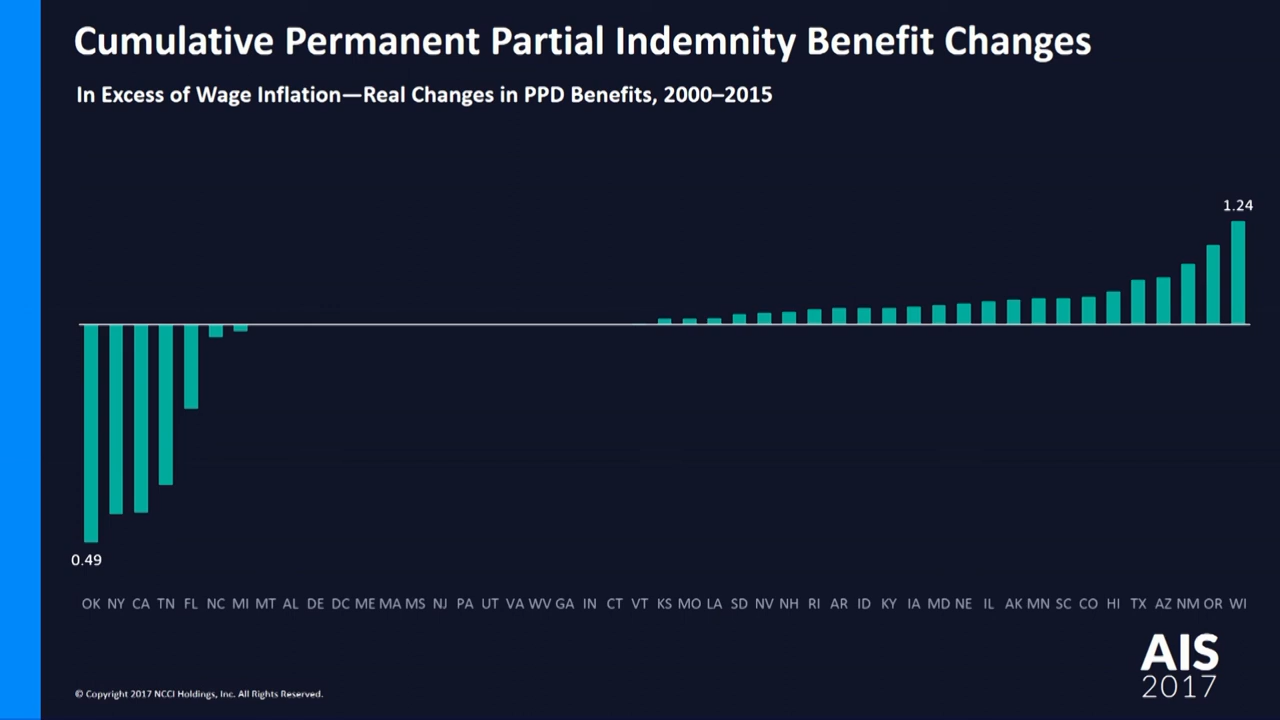 Cumulative Permanent Partial Indemnity Benefit Changes
In Excess of Wage Inflation—Real Changes in PPD Benefits, 2000–2015
1.24
0.49
OK NY CA TN FL NC MI MT AL DE DC ME MA MS NJ PA UT VA WV GA IN CT VT KS MO LA SD NV NH RI AR ID KY IA MD NE IL AK MN SC CO HI TX AZ NM OR WI
AIS
2017
© Copyright 2017 NCCI Holdings, Inc. All Rights Reserved.